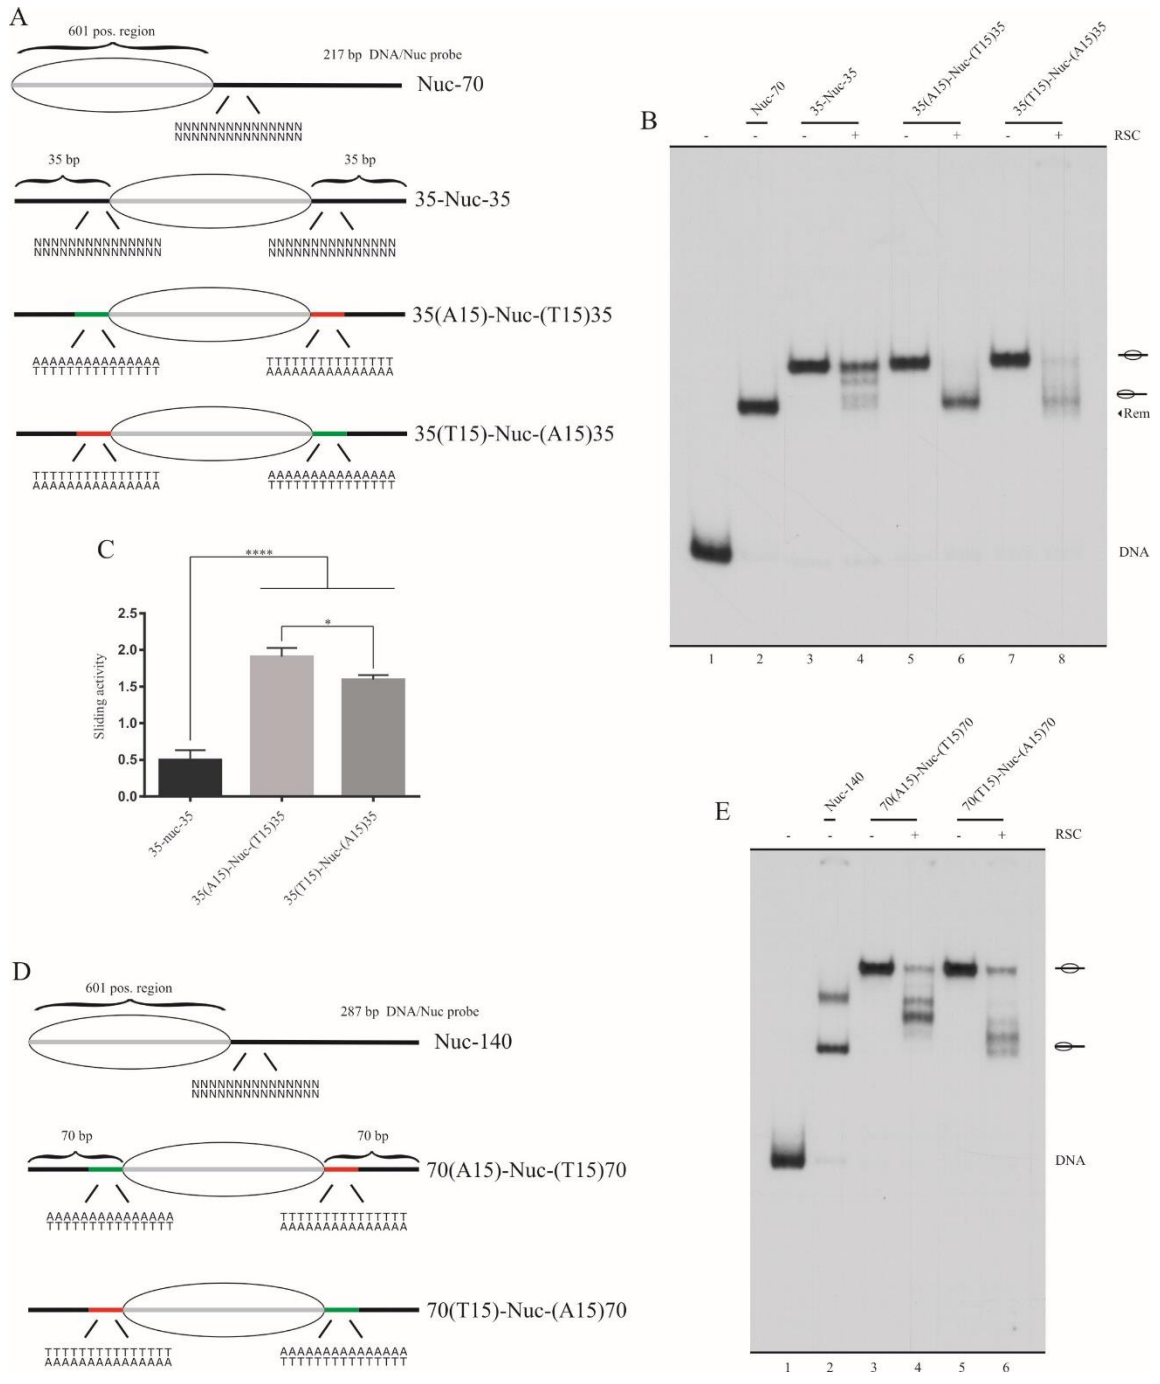 A
601 pos. region
217 bp DNA/Nuc probe
Nuc-70
NNNNNNNNNNNNNNN
NNNNNNNNNNNNNNN
35 bp
35 bp
35-Nuc-35
NNNNNNNNNNNNNNN
NNNNNNNNNNNNNNN
NNNNNNNNNNNNNNN
NNNNNNNNNNNNNNN
35(A15)-Nuc-(T15)35
AAAAAAAAAAAAAAA
TTTTTTTTTTTTTTT
TTTTTTTTTTTTTTT
AAAAAAAAAAAAAAA
35(T15)-Nuc-(A15)35
TTTTTTTTTTTTTTT
AAAAAAAAAAAAAAA
AAAAAAAAAAAAAAA
TTTTTTTTTTTTTTT
B
Nuc-70
35-Nuc-35
35(A15)-Nuc-(T15)35
35(T15)-Nuc-(A15)35
- - - + - + - + RSC
Rem
DNA
1 2 3 4 5 6 7 8
C
****
*
Sliding activity
2.5
2.0
1.5
1.0
0.5
0.0
35-nuc-35
35(A15)-Nuc-(T15)35
35(T15)-Nuc-(A15)35
D
601 pos. region
287 bp DNA/Nuc probe
Nuc-140
NNNNNNNNNNNNNNN
NNNNNNNNNNNNNNN
70 bp
70 bp
70(A15)-Nuc-(T15)70
AAAAAAAAAAAAAAA
TTTTTTTTTTTTTTT
TTTTTTTTTTTTTTT
AAAAAAAAAAAAAAA
70(T15)-Nuc-(A15)70
TTTTTTTTTTTTTTT
AAAAAAAAAAAAAAA
AAAAAAAAAAAAAAA
TTTTTTTTTTTTTTT
E
Nuc-140
70(A15)-Nuc-(T15)70
70(T15)-Nuc-(A15)70
- - - + - + RSC
DNA
1 2 3 4 5 6